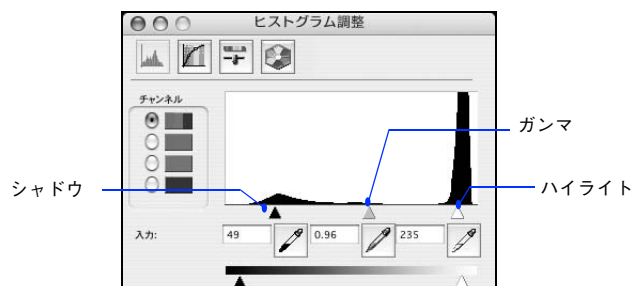 ヒストグラム調整
チャンネル
ガンマ
シャドウ
ハイライト
入力:
49
0.96
235